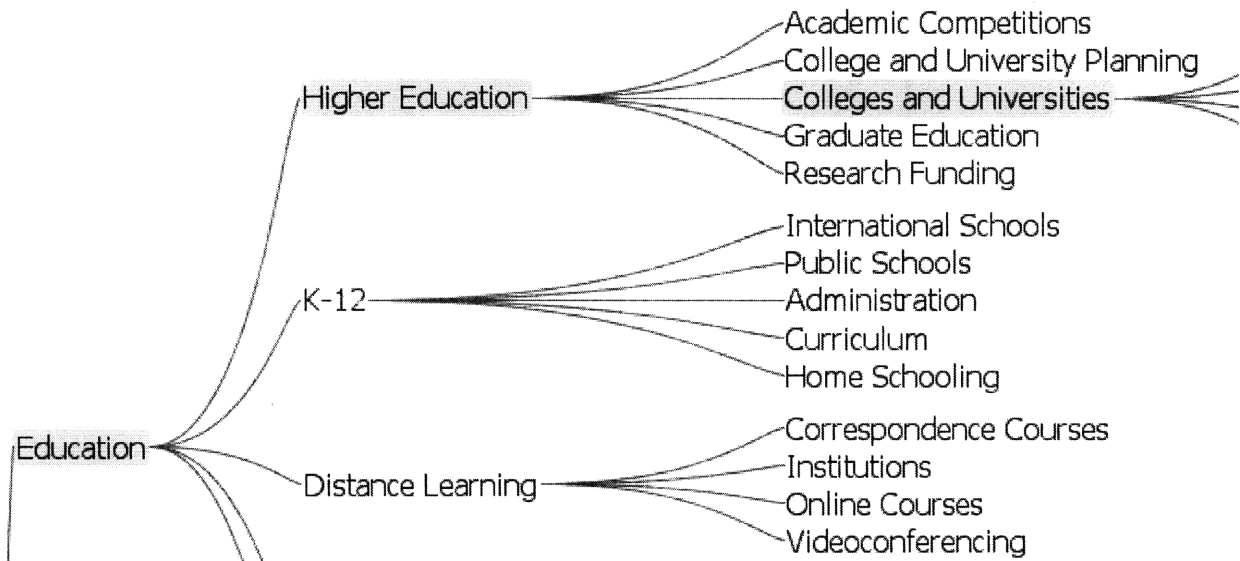 Academic Competitions
College and University Planning
Higher Education
Colleges and Universities
Graduate Education
Research Funding
International Schools
Public Schools
K-12
Administration
Curriculum
Home Schooling
Education
Correspondence Courses
Institutions
Distance Learning
Online Courses
Videoconferencing